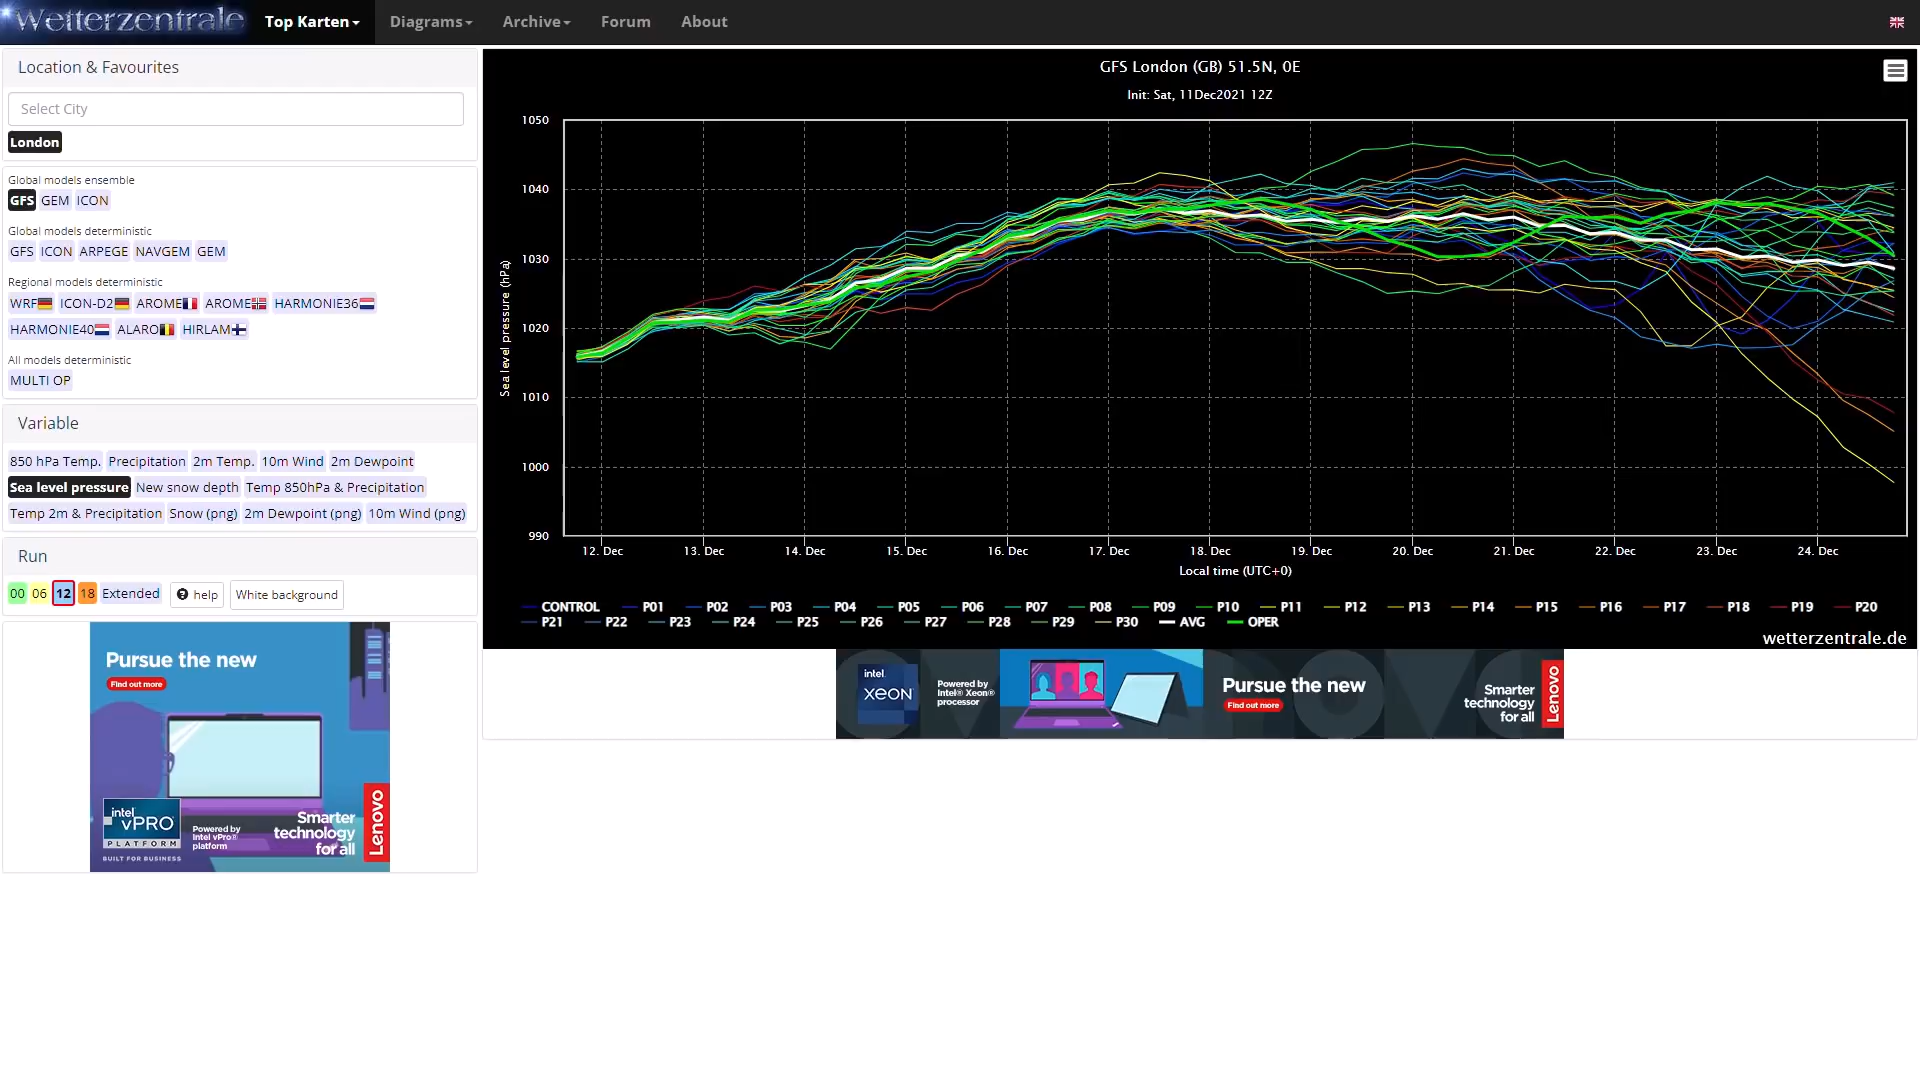 Wetterzentrale Top Karten Diagrams Archive Forum About
Location & Favourites
Select City
London
Global models ensemble
GFS GEM ICON
Global models deterministic
GFS ICON ARPEGE NAVGEM GEM
Regional models deterministic
WRF ICON-D2 AROME AROME HARMONIE36
HARMONIE40 ALARO HIRLAM
All models deterministic
MULTI OP
Variable
850 hPa Temp. Precipitation 2m Temp. 10m Wind 2m Dewpoint
Sea level pressure New snow depth Temp 850hPa & Precipitation
Temp 2m & Precipitation Snow (png) 2m Dewpoint (png) 10m Wind (png)
Run
00 06 12 18 Extended help White background
Pursue the new
Find out more
intel
vPRO
PLATFORM
BUILT FOR BUSINESS
Powered by
Intel vPro®
platform
Smarter
technology
for all
Lenovo
GFS London (GB) 51.5N, 0E
Init: Sat, 11Dec2021 12Z
Sea level pressure (hPa)
1050
1040
1030
1020
1010
1000
990
12. Dec 13. Dec 14. Dec 15. Dec 16. Dec 17. Dec 18. Dec 19. Dec 20. Dec 21. Dec 22. Dec 23. Dec 24. Dec
Local time (UTC+0)
CONTROL P01 P02 P03 P04 P05 P06 P07 P08 P09 P10 P11 P12 P13 P14 P15 P16 P17 P18 P19 P20
P21 P22 P23 P24 P25 P26 P27 P28 P29 P30 AVG OPER
wetterzentrale.de
intel
XEON
Powered by
Intel® Xeon®
processor
Pursue the new
Find out more
Smarter
technology
for all
Lenovo